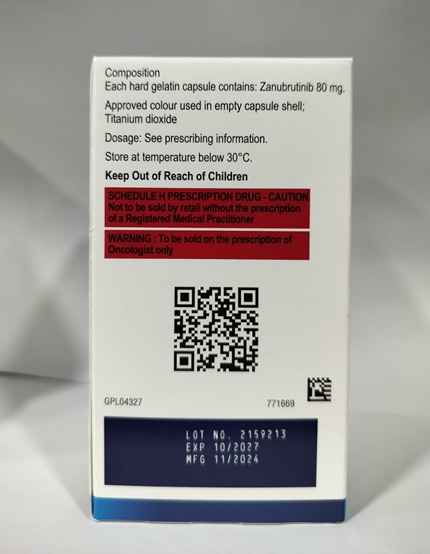 Composition
Each hard gelatin capsule contains: Zanubrutinib 80 mg.
Approved colour used in empty capsule shell;
Titanium dioxide
Dosage: See prescribing information.
Store at temperature below 30°C.
Keep Out of Reach of Children
SCHEDULE H PRESCRIPTION DRUG - CAUTION
Not to be sold by retail without the prescription
of a Registered Medical Practitioner
WARNING : To be sold on the prescription of
Oncologist only
GPL04327 771669
LOT NO. 2159213
EXP 10/2027
MFG 11/2024